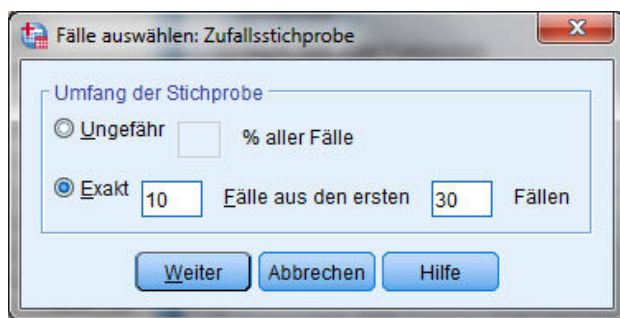 Fälle auswählen: Zufallsstichprobe
Umfang der Stichprobe
Ungefähr % aller Fälle
Exakt 10 Fälle aus den ersten 30 Fällen
Weiter Abbrechen Hilfe